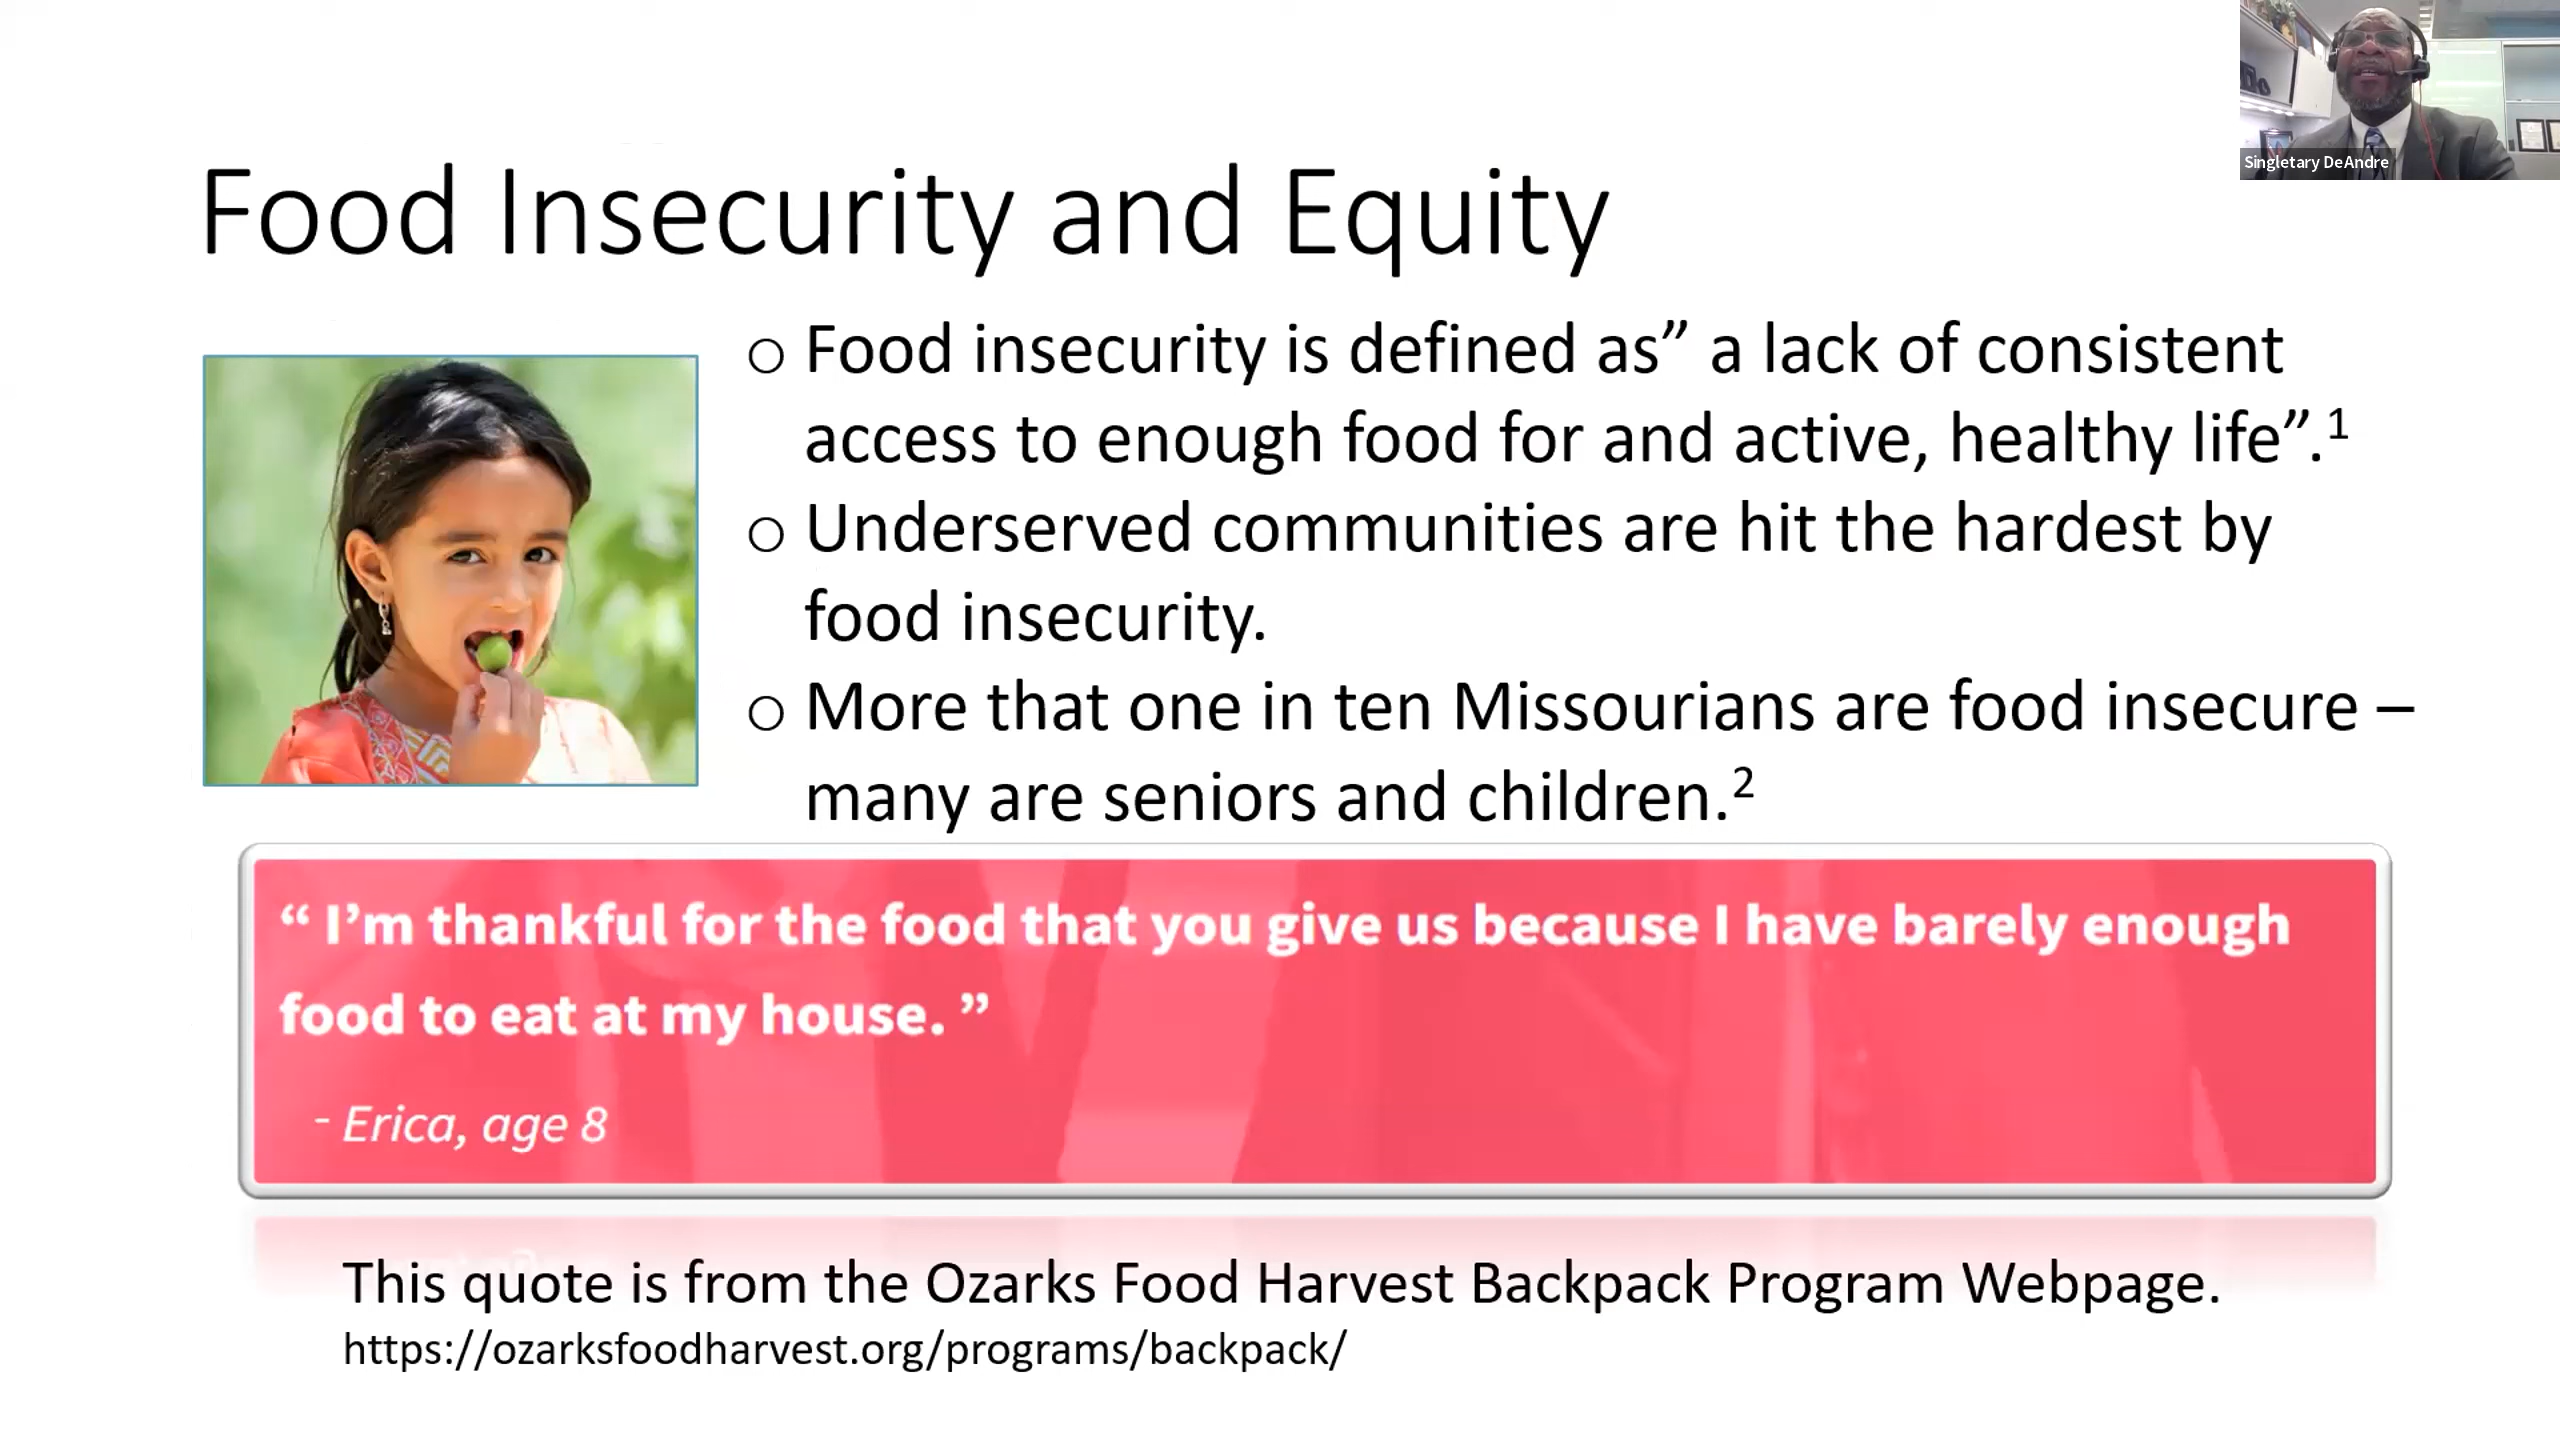 Singletary DeAndre
Food Insecurity and Equity
o Food insecurity is defined as” a lack of consistent
access to enough food for and active, healthy life”.¹
o Underserved communities are hit the hardest by
food insecurity.
o More that one in ten Missourians are food insecure –
many are seniors and children.²
“ I’m thankful for the food that you give us because I have barely enough
food to eat at my house. ”
- Erica, age 8
This quote is from the Ozarks Food Harvest Backpack Program Webpage.
https://ozarksfoodharvest.org/programs/backpack/